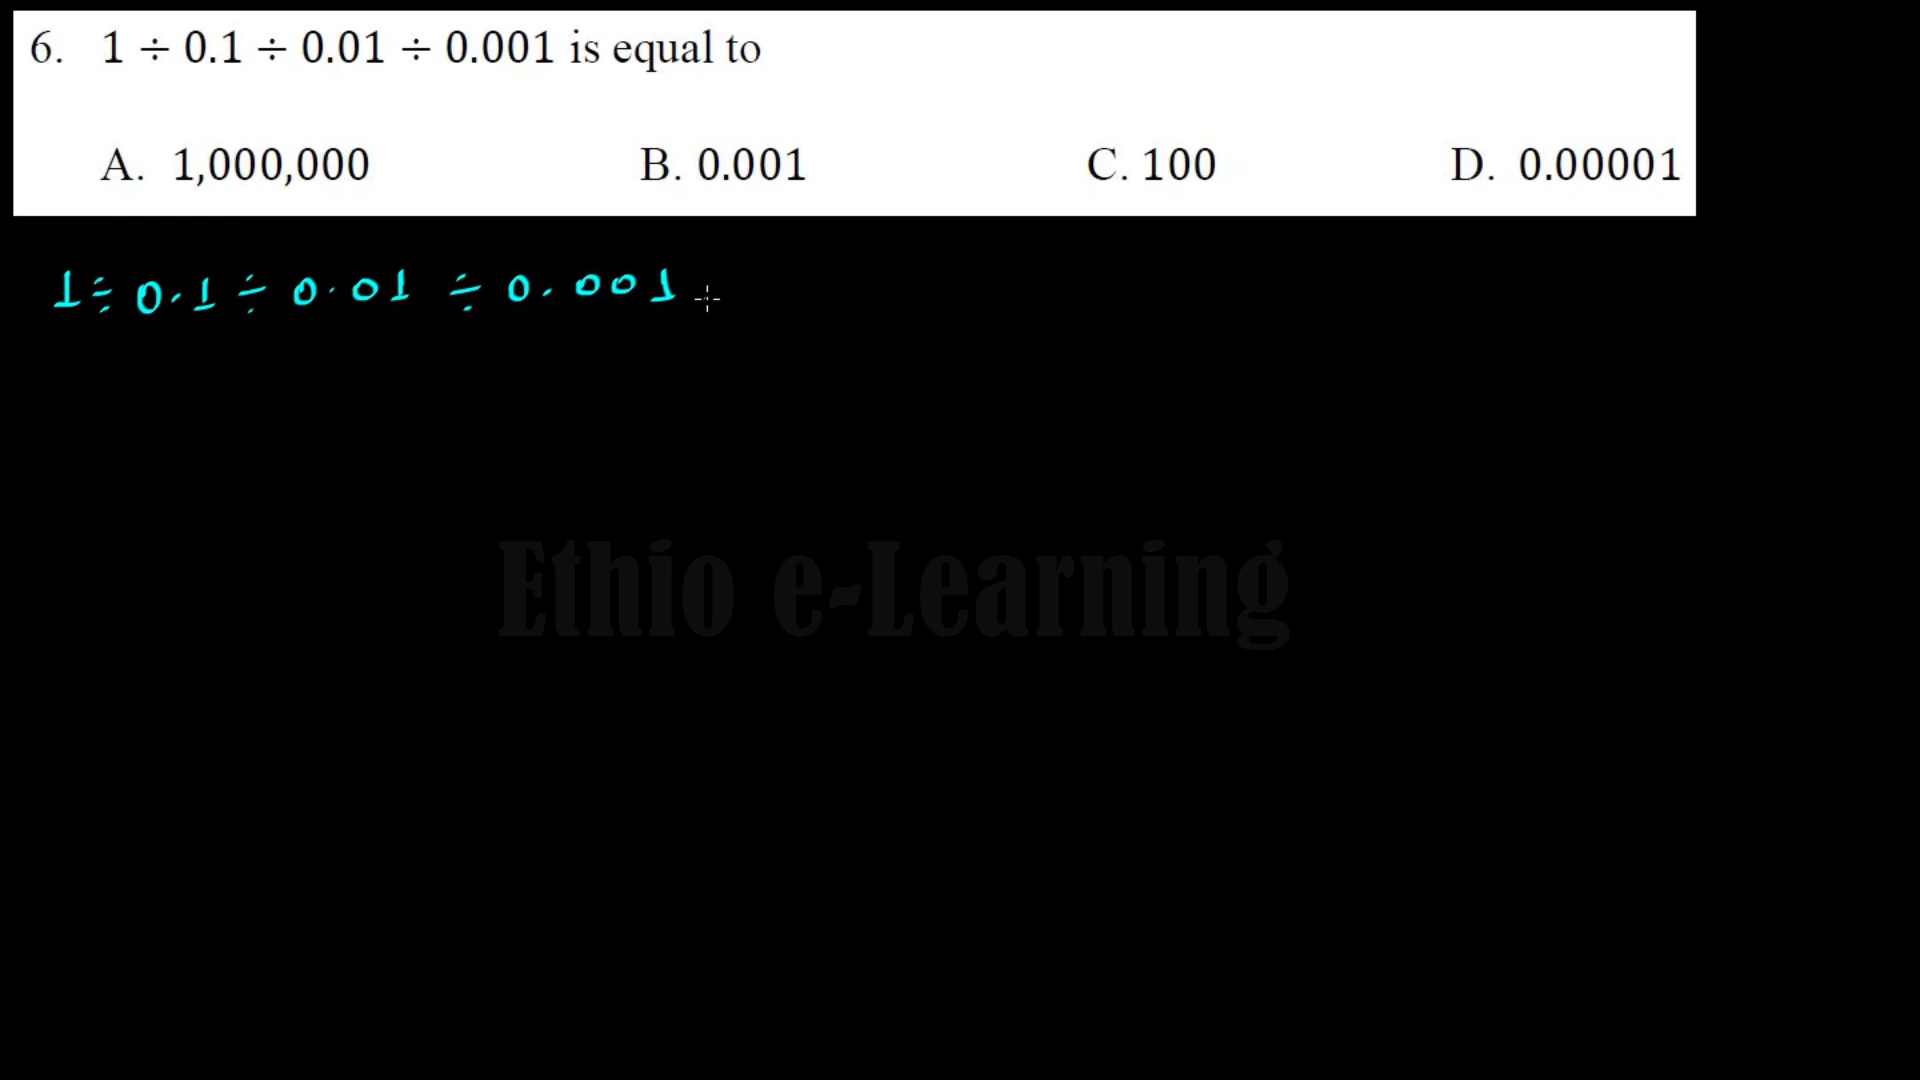 6. 1 ÷ 0.1 ÷ 0.01 ÷ 0.001 is equal to
A. 1,000,000 B. 0.001 C. 100 D. 0.00001
1 ÷ 0.1 ÷ 0.01 ÷ 0.001
Ethio e-Learning